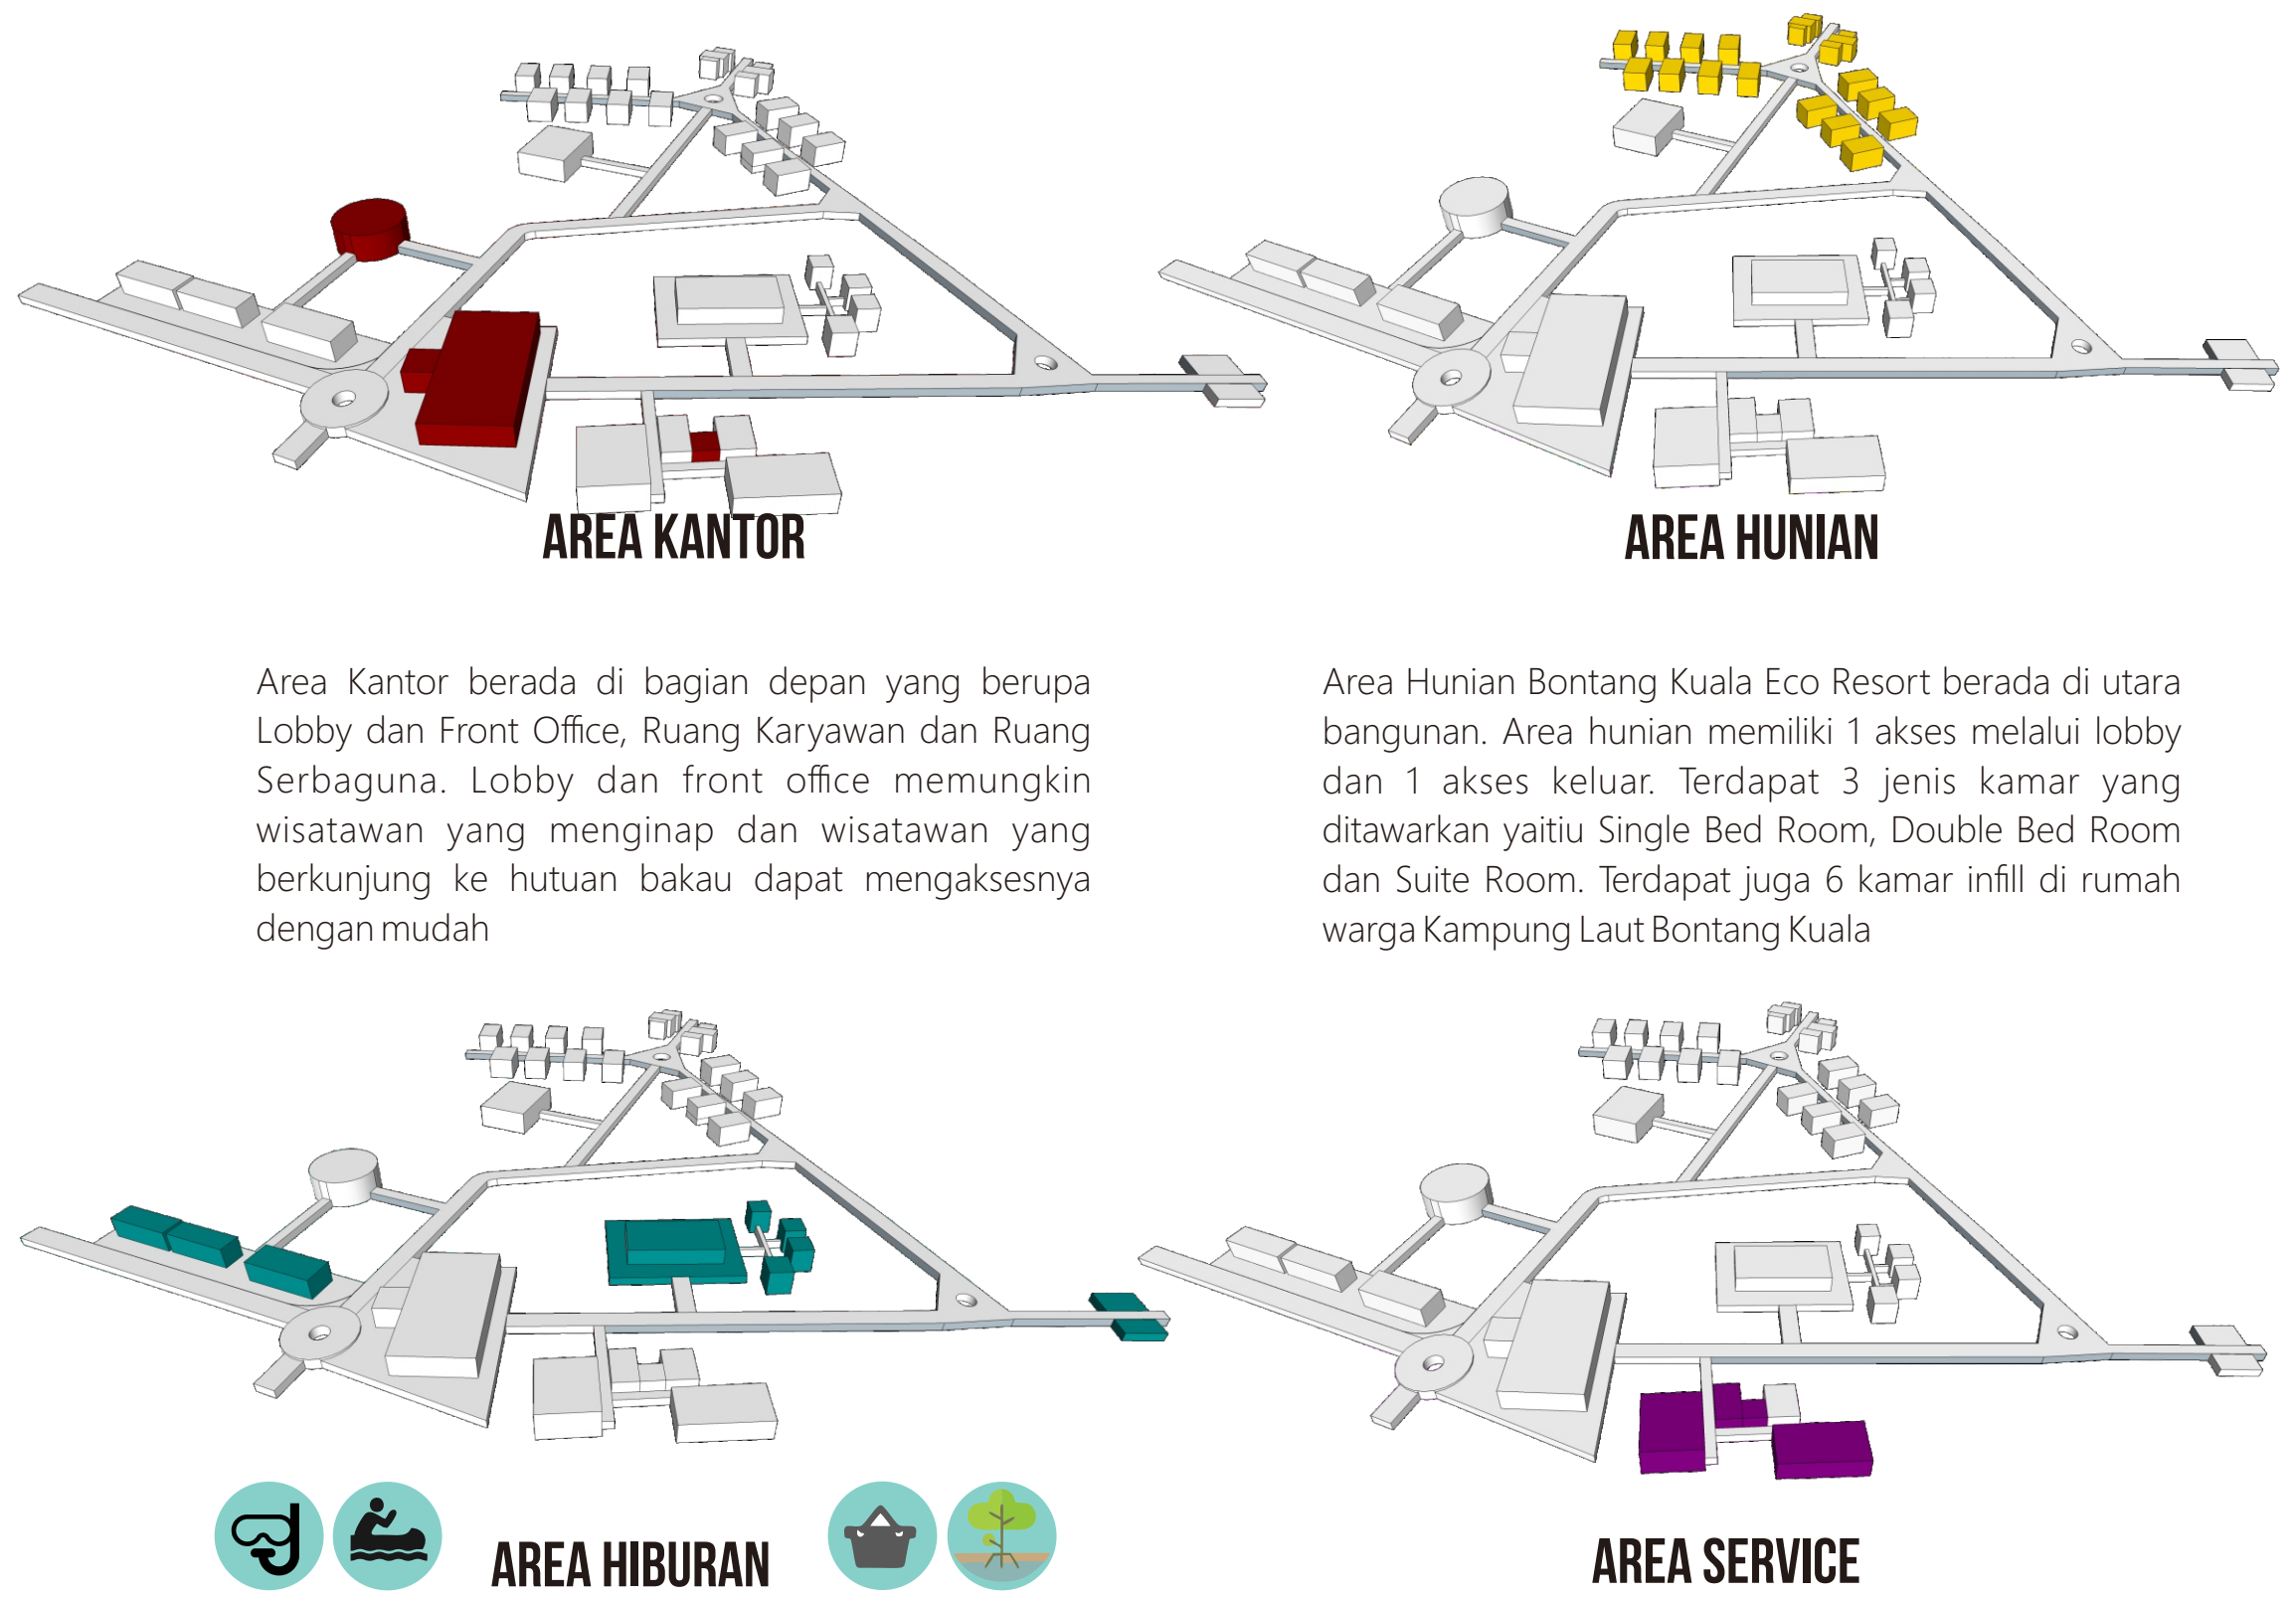 AREA KANTOR
AREA HUNIAN
Area Kantor berada di bagian depan yang berupa
Lobby dan Front Office, Ruang Karyawan dan Ruang
Serbaguna. Lobby dan front office memungkin
wisatawan yang menginap dan wisatawan yang
berkunjung ke hutuan bakau dapat mengaksesnya
dengan mudah
Area Hunian Bontang Kuala Eco Resort berada di utara
bangunan. Area hunian memiliki 1 akses melalui lobby
dan 1 akses keluar. Terdapat 3 jenis kamar yang
ditawarkan yaitiu Single Bed Room, Double Bed Room
dan Suite Room. Terdapat juga 6 kamar infill di rumah
warga Kampung Laut Bontang Kuala
AREA HIBURAN
AREA SERVICE